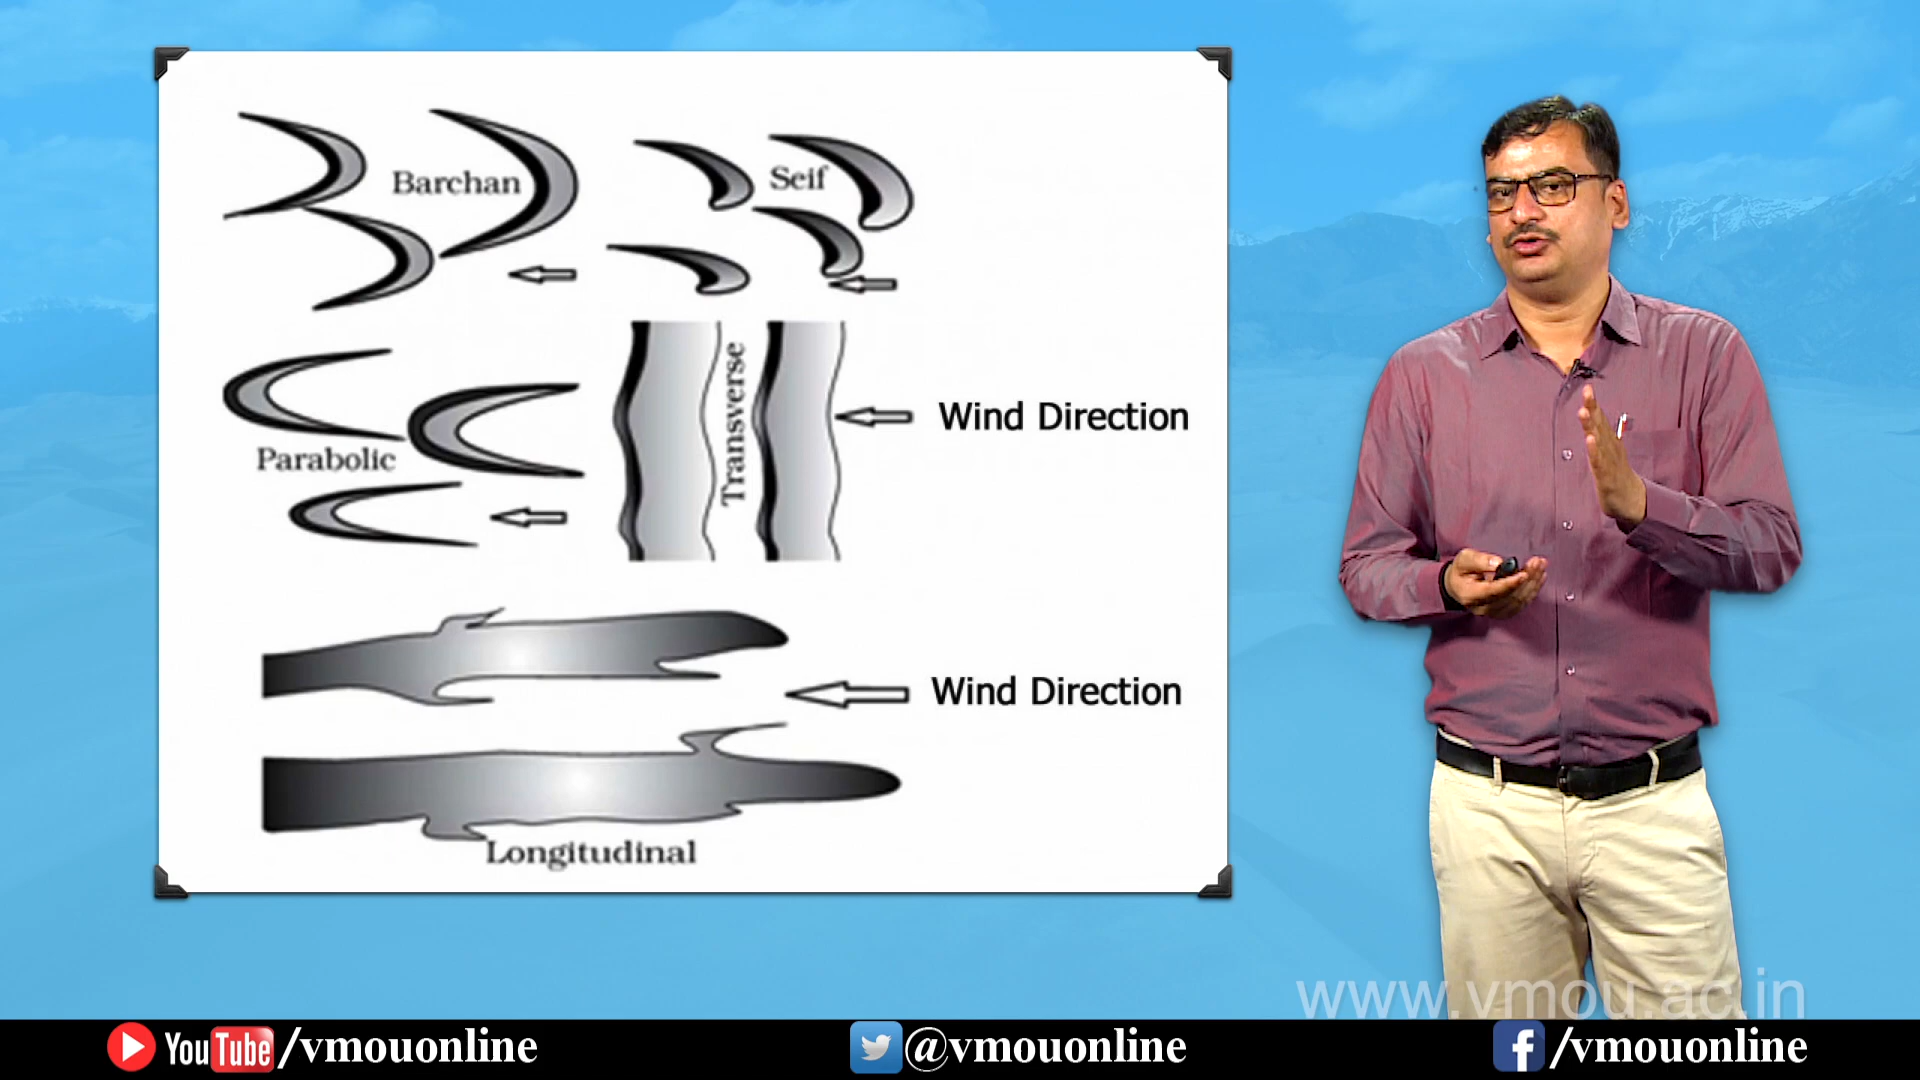 Barchan
Seif
Transverse
Wind Direction
Parabolic
Wind Direction
Longitudinal
www.vmou.ac.in
YouTube /vmouonline
@vmouonline
f /vmouonline